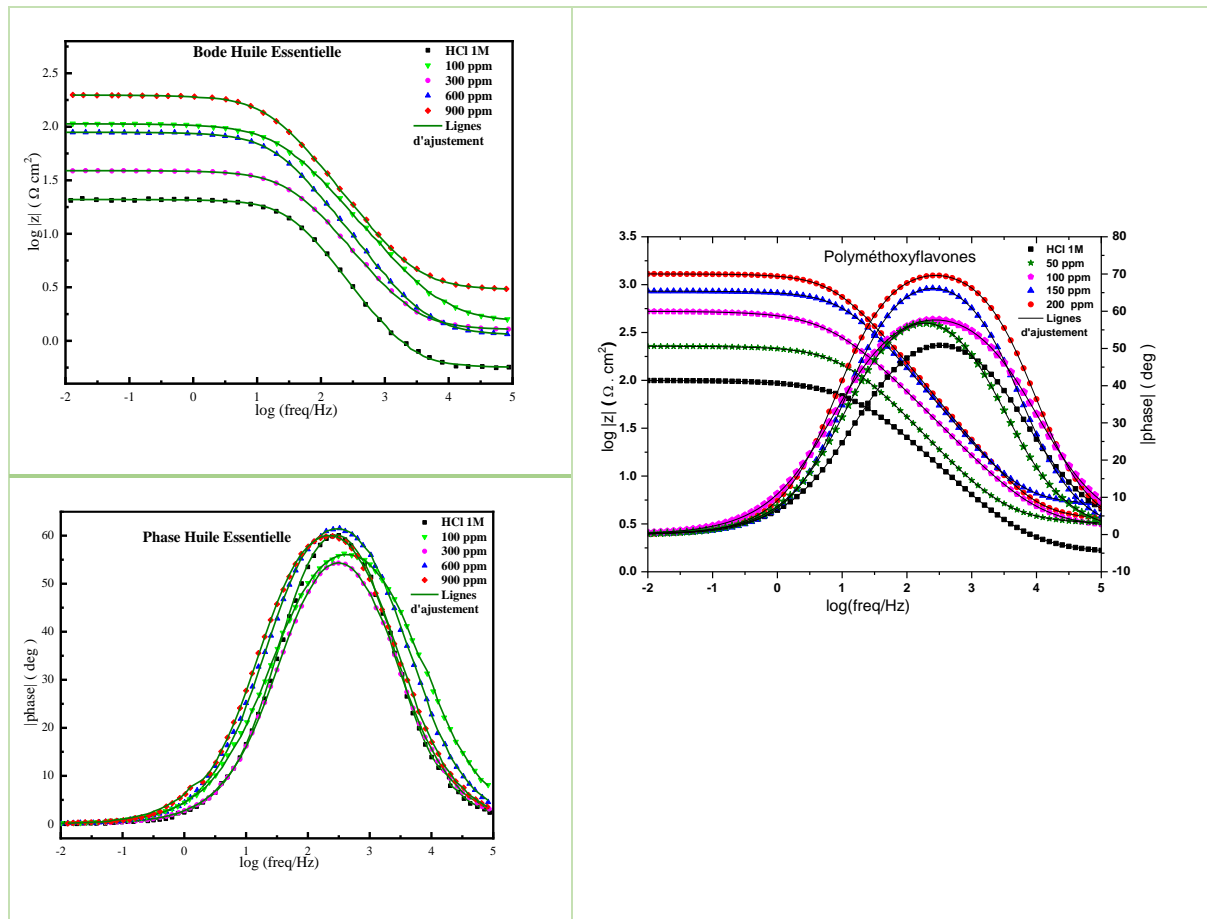 Bode Huile Essentielle
HCl 1M
100 ppm
300 ppm
600 ppm
900 ppm
Lignes
d'ajustement
2.5
2.0
1.5
1.0
0.5
0.0
log |z| ( Ω cm²)
-2 -1 0 1 2 3 4 5
log (freq/Hz)
Phase Huile Essentielle
HCl 1M
100 ppm
300 ppm
600 ppm
900 ppm
Lignes
d'ajustement
60
50
40
30
20
10
0
|phase| ( deg )
-2 -1 0 1 2 3 4 5
log (freq/Hz)
Polyméthoxyflavones
HCl 1M
50 ppm
100 ppm
150 ppm
200 ppm
Lignes
d'ajustement
3.5
3.0
2.5
2.0
1.5
1.0
0.5
0.0
log |z| ( Ω . cm²)
80
70
60
50
40
30
20
10
0
-10
|phase| ( deg )
-2 -1 0 1 2 3 4 5
log(freq/Hz)